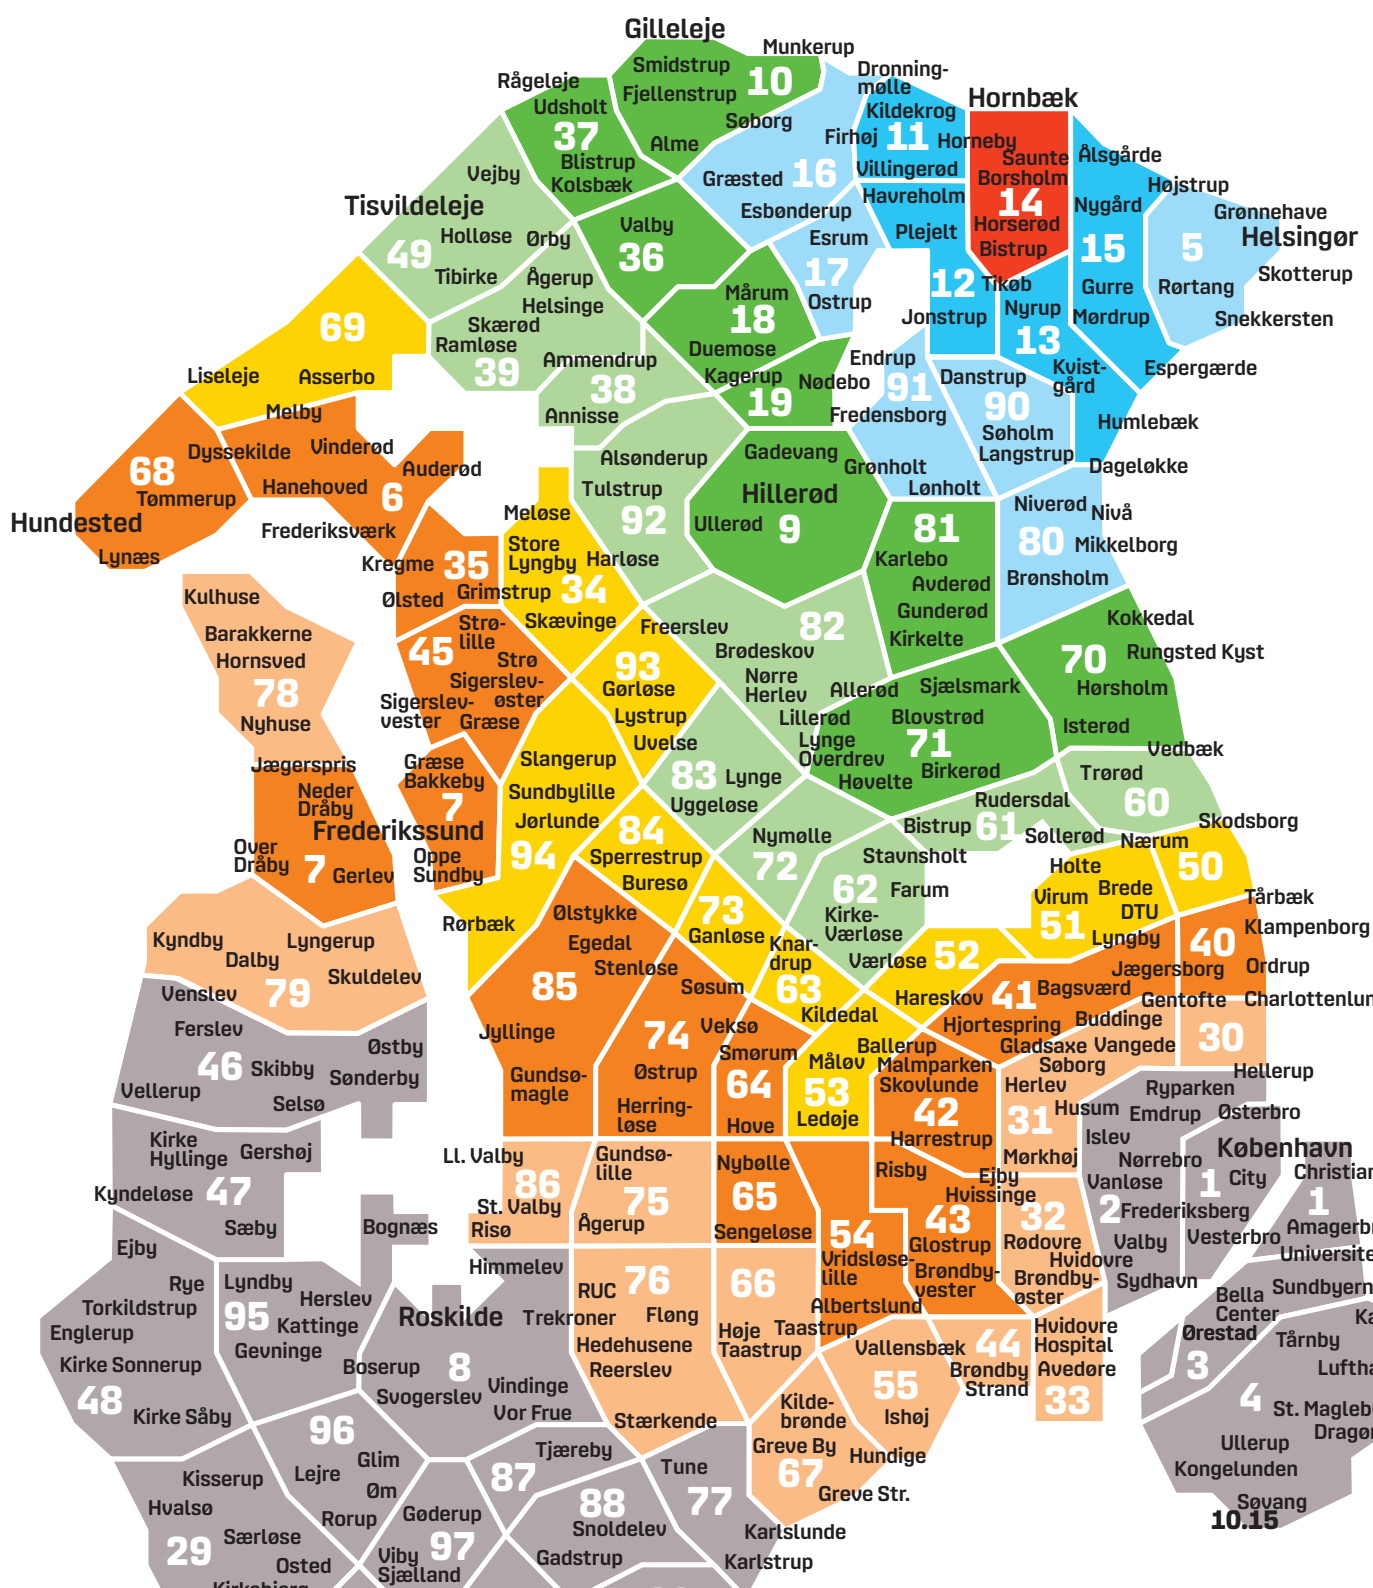 Gilleleje
Munkerup
Smidstrup
10
Fjellenstrup
Søborg
Alme
Rågeleje
Udsholt
37
Blistrup
Kolsbæk
Dronning-
mølle
Kildekrog
Firhøj
11
Villingerød
Hornbæk
Horneby
Saunte
Borsholm
14
Horserød
Bistrup
Ålsgårde
Højstrup
Nygård
15
Gurre
Mørdrup
Grønnehave
Helsingør
5
Skotterup
Rørtang
Snekkersten
Espergærde
Vejby
Tisvildeleje
Holløse
Ørby
49
Tibirke
Græsted
16
Esbønderup
Esrum
17
Ostrup
Havreholm
Plejelt
12
Tikøb
Jonstrup
Nyrup
13
Kvist-
gård
Humlebæk
Dageløkke
Valby
36
Ågerup
Helsinge
Skærød
Ramløse
39
Ammendrup
38
Annisse
Mårum
18
Duemose
Kagerup
19
Nødebo
Endrup
91
Fredensborg
Grønholt
Lønholt
Danstrup
90
Søholm
Langstrup
69
Liseleje
Asserbo
Melby
68
Dyssekilde
Tømmerup
Hundested
Lynæs
Vinderød
Auderød
Hanehoved
6
Frederiksværk
Alsønderup
Tulstrup
92
Harløse
Gadevang
Hillerød
Ullerød
9
81
Karlebo
Avderød
Gunderød
Kirkelte
Niverød
Nivå
80
Mikkelborg
Brønsholm
Kregme
35
Ølsted
Grimstrup
Meløse
Store
Lyngby
34
Skævinge
Kulhuse
Barakkerne
Hornsved
78
Nyhuse
Strø-
lille
45
Strø
Sigerslev-
øster
Sigerslev-
vester
Græse
Freerslev
93
Gørløse
Lystrup
Uvelse
82
Brødeskov
Nørre
Herlev
Kokkedal
70
Rungsted Kyst
Hørsholm
Isterød
Allerød
Sjælsmark
Lillerød
Blovstrød
Lynge
Overdrev
71
Høvelte
Birkerød
Vedbæk
Trørød
60
Skodsborg
Jægerspris
Neder
Dråby
Frederikssund
Over
Dråby
7
Gerlev
Græse
Bakkeby
7
Oppe
Sundby
Slangerup
Sundbylille
Jørlunde
94
Rørbæk
83
Lynge
Uggeløse
84
Sperrestrup
Buresø
Nymølle
72
Rudersdal
Bistrup
61
Søllerød
Stavnsholt
62
Farum
Kirke-
Værløse
Nærum
50
Holte
Virum
Brede
DTU
51
Lyngby
Tårbæk
Klampenborg
40
Ordrup
Jægersborg
Gentofte
Charlottenlun
Kyndby
Dalby
Lyngerup
Skuldelev
79
Ølstykke
Egedal
Stenløse
85
Jyllinge
Gundsø-
magle
73
Ganløse
Knar-
drup
63
Kildedal
Værløse
52
Hareskov
41
Bagsværd
Hjortespring
Buddinge
Gladsaxe
Vangede
Søborg
30
Hellerup
Venslev
Ferslev
46
Skibby
Østby
Sønderby
Vellerup
Selsø
Søsum
74
Veksø
Østrup
Herring-
løse
Smørum
64
Hove
Måløv
53
Ledøje
Ballerup
Malmparken
Skovlunde
42
Harrestrup
Herlev
31
Husum
Mørkhøj
Ryparken
Emdrup
Østerbro
Islev
Nørrebro
Vanløse
2
Frederiksberg
Valby
Sydhavn
København
1
City
Vesterbro
Christian
1
Amagerbr
Universite
Kirke
Hyllinge
Gershøj
Kyndeløse
47
Sæby
Bognæs
Ll. Valby
86
St. Valby
Risø
Gundsø-
lille
75
Ågerup
Nybølle
65
Sengeløse
Risby
Ejby
Hvissinge
43
Glostrup
Brøndby-
vester
54
Vridsløse-
lille
Albertslund
32
Rødovre
Hvidovre
Brøndby-
øster
Ejby
Rye
Torkildstrup
Englerup
Kirke Sonnerup
48
Kirke Såby
Lyndby
95
Herslev
Kattinge
Gevninge
Himmelev
Roskilde
Trekroner
Boserup
8
Svogerslev
Vindinge
Vor Frue
RUC
76
Fløng
Hedehusene
Reerslev
Stærkende
66
Høje
Taastrup
Taastrup
Vallensbæk
55
Ishøj
44
Brøndby
Strand
Hvidovre
Hospital
Avedøre
33
Bella
Center
Ørestad
3
Sundbyern
Ka
Tårnby
Luftha
4
St. Maglebv
Dragør
Ullerup
Kongelunden
Søvang
10.15
Kilde-
brønde
Greve By
67
Hundige
Greve Str.
96
Glim
Lejre
Øm
Rorup
Tjæreby
87
88
Snoldelev
Gadstrup
Tune
77
Karlslunde
Karlstrup
Kisserup
Hvalsø
Særløse
29
Osted
Gøderup
97
Viby
Sjælland